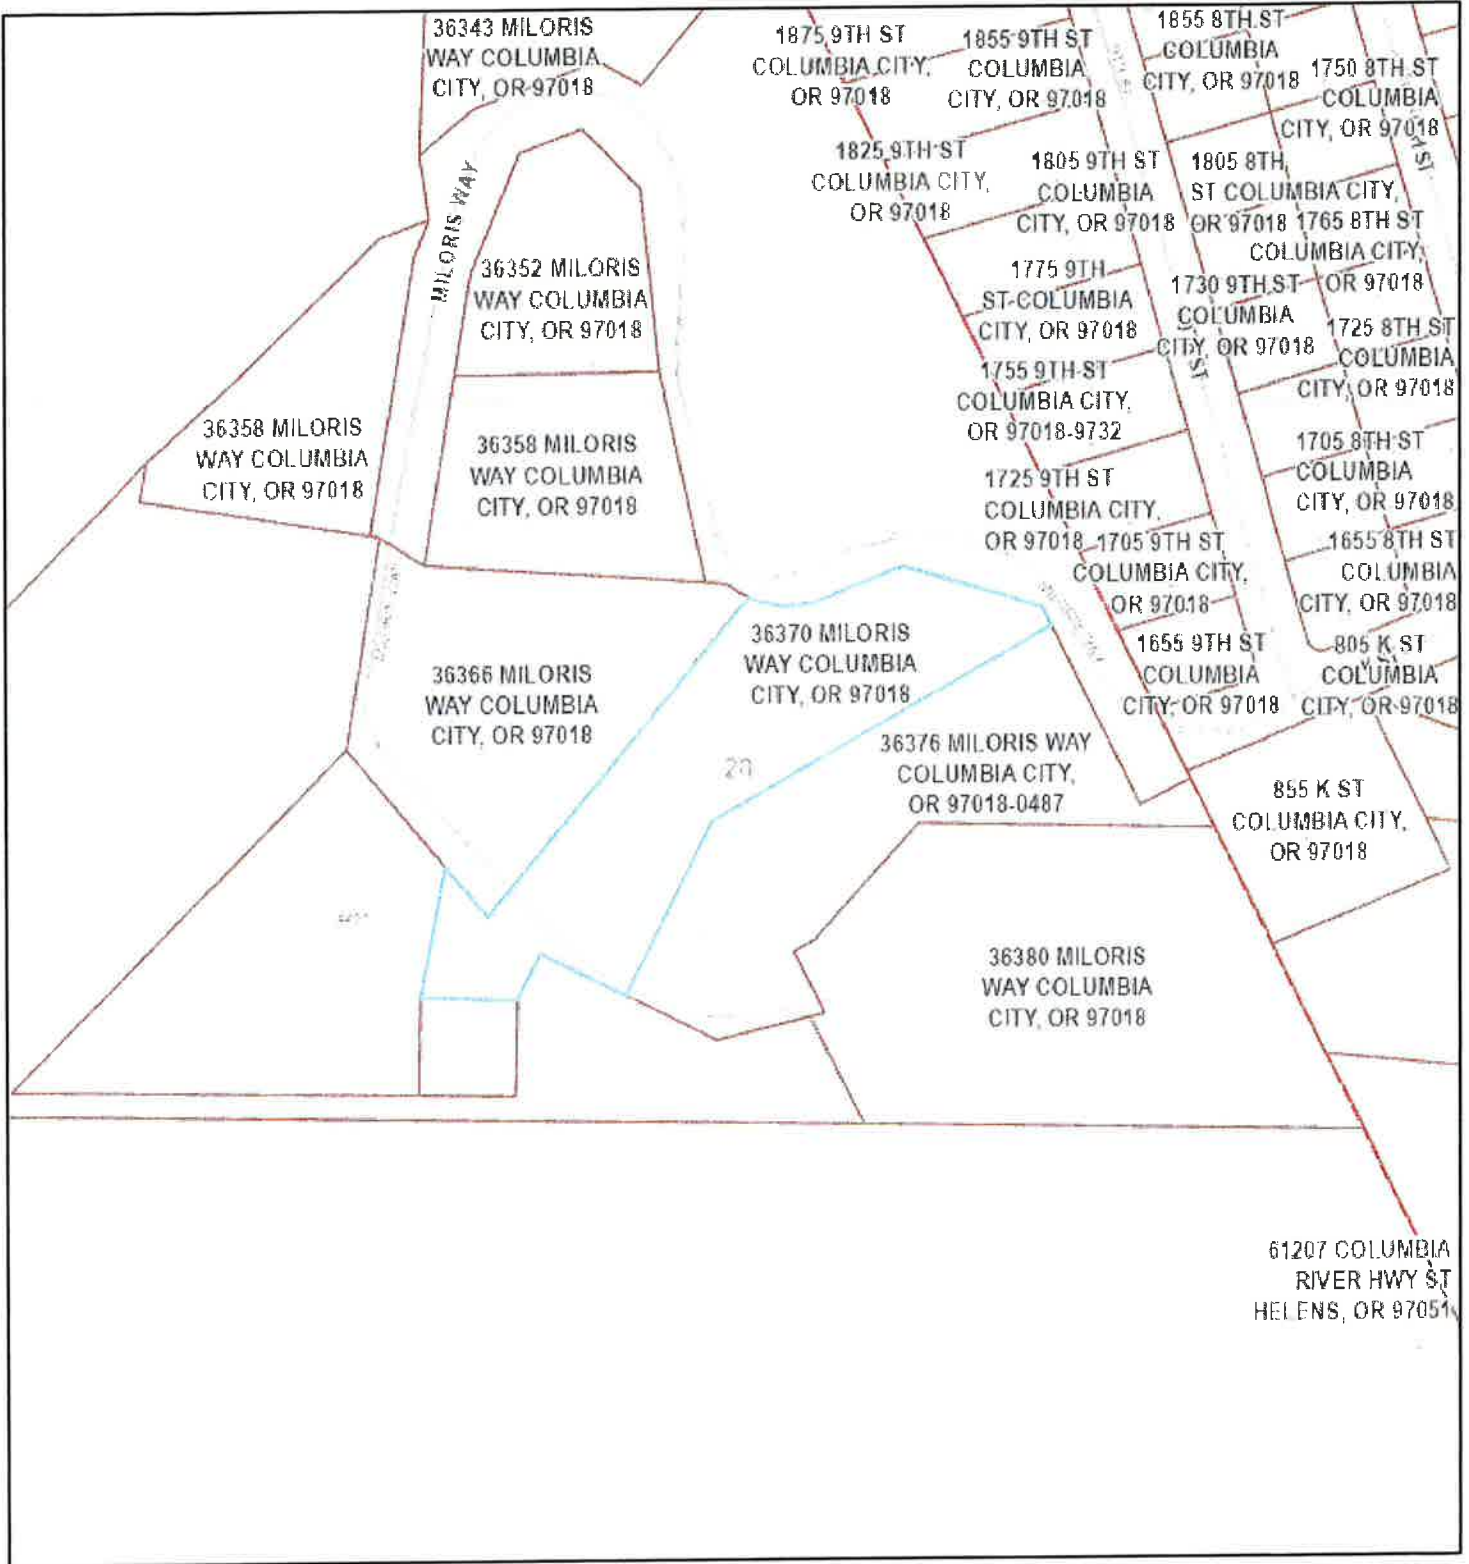 36343 MILORIS
WAY COLUMBIA
CITY, OR 97018
1875 9TH ST
COLUMBIA CITY,
OR 97018
1855 9TH ST
COLUMBIA
CITY, OR 97018
1855 8TH ST
COLUMBIA
CITY, OR 97018
1750 8TH ST
COLUMBIA
CITY, OR 97018
1825 9TH ST
COLUMBIA CITY,
OR 97018
1805 9TH ST
COLUMBIA
CITY, OR 97018
1805 8TH
ST COLUMBIA CITY,
OR 97018
1765 8TH ST
COLUMBIA CITY,
OR 97018
MILORIS WAY
36352 MILORIS
WAY COLUMBIA
CITY, OR 97018
1775 9TH
ST COLUMBIA
CITY, OR 97018
1730 9TH ST
COLUMBIA
CITY, OR 97018
ST
1725 8TH ST
COLUMBIA
CITY, OR 97018
1755 9TH ST
COLUMBIA CITY,
OR 97018-9732
36358 MILORIS
WAY COLUMBIA
CITY, OR 97018
36358 MILORIS
WAY COLUMBIA
CITY, OR 97018
1725 9TH ST
COLUMBIA CITY,
OR 97018
1705 8TH ST
COLUMBIA
CITY, OR 97018
1705 9TH ST
COLUMBIA CITY,
OR 97018
1655 8TH ST
COLUMBIA
CITY, OR 97018
36366 MILORIS
WAY COLUMBIA
CITY, OR 97018
36370 MILORIS
WAY COLUMBIA
CITY, OR 97018
1655 9TH ST
COLUMBIA
CITY, OR 97018
805 K ST
COLUMBIA
CITY, OR 97018
36376 MILORIS WAY
COLUMBIA CITY,
OR 97018-0487
28
855 K ST
COLUMBIA CITY,
OR 97018
36380 MILORIS
WAY COLUMBIA
CITY, OR 97018
61207 COLUMBIA
RIVER HWY ST
HELENS, OR 97051